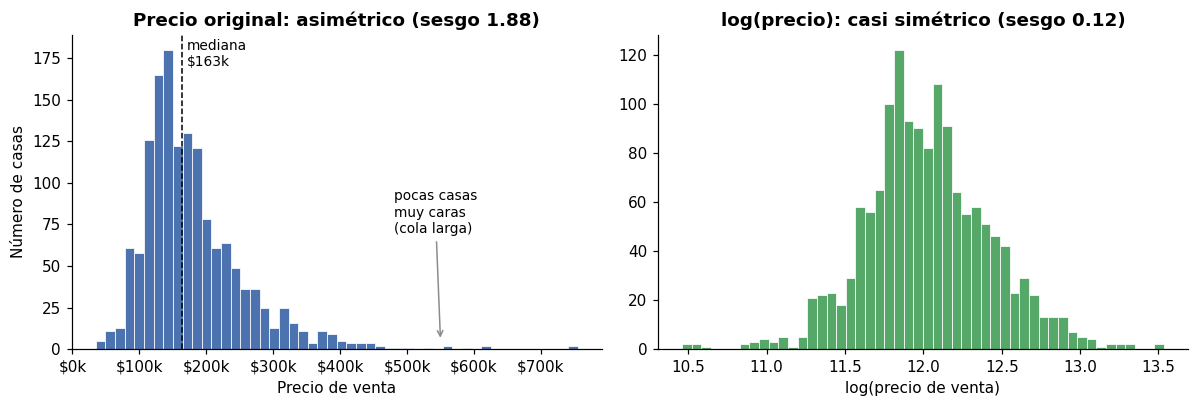 Precio original: asimétrico (sesgo 1.88)
mediana
$163k
pocas casas
muy caras
(cola larga)
Número de casas
175
150
125
100
75
50
25
0
$0k $100k $200k $300k $400k $500k $600k $700k
Precio de venta
log(precio): casi simétrico (sesgo 0.12)
120
100
80
60
40
20
0
10.5 11.0 11.5 12.0 12.5 13.0 13.5
log(precio de venta)